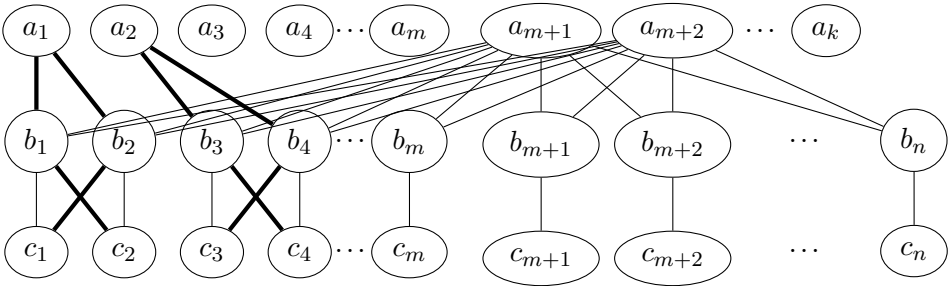 a₁ a₂ a₃ a₄ ⋯ aₘ aₘ₊₁ aₘ₊₂ ⋯ aₖ
b₁ b₂ b₃ b₄ ⋯ bₘ bₘ₊₁ bₘ₊₂ ⋯ bₙ
c₁ c₂ c₃ c₄ ⋯ cₘ cₘ₊₁ cₘ₊₂ ⋯ cₙ